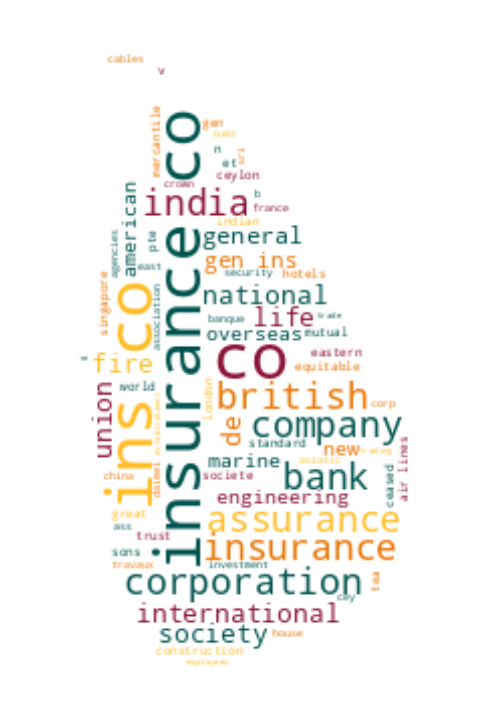 cables
v
mercantile
insurance co
gen
suez
n
et
sri
ceylon
crown
american
india
b
france
indian
agencies
pte
general
gen ins
east
security
hotels
singapore
ins co
association
national
banque
life
trade
overseas
mutual
co
eastern
equitable
fire
world
union
london
british
corp
establishment
de
company
standard
new
air lines
marine
asiatic
bank
ceased
china
daimei
societe
engineering
great
assurance
ass
trust
insurance
sons
travaux
investment
corporation
tea
cey
international
society
house
construction
employees